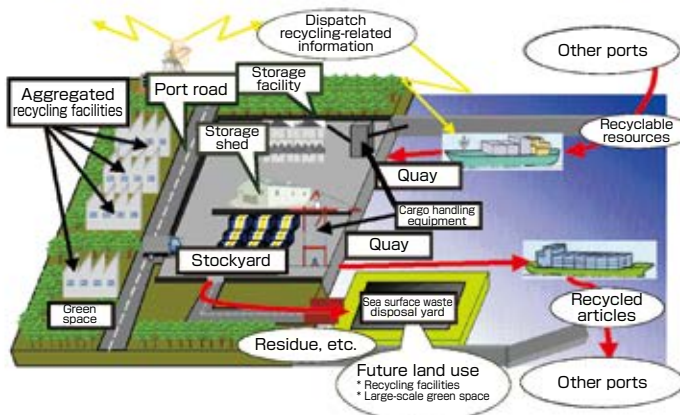 Dispatch
recycling-related
information
Other ports
Storage
facility
Port road
Aggregated
recycling facilities
Storage
shed
Recyclable
resources
Quay
Cargo handling
equipment
Quay
Stockyard
Green
space
Sea surface waste
disposal yard
Recycled
articles
Residue, etc.
Future land use
* Recycling facilities
* Large-scale green space
Other ports